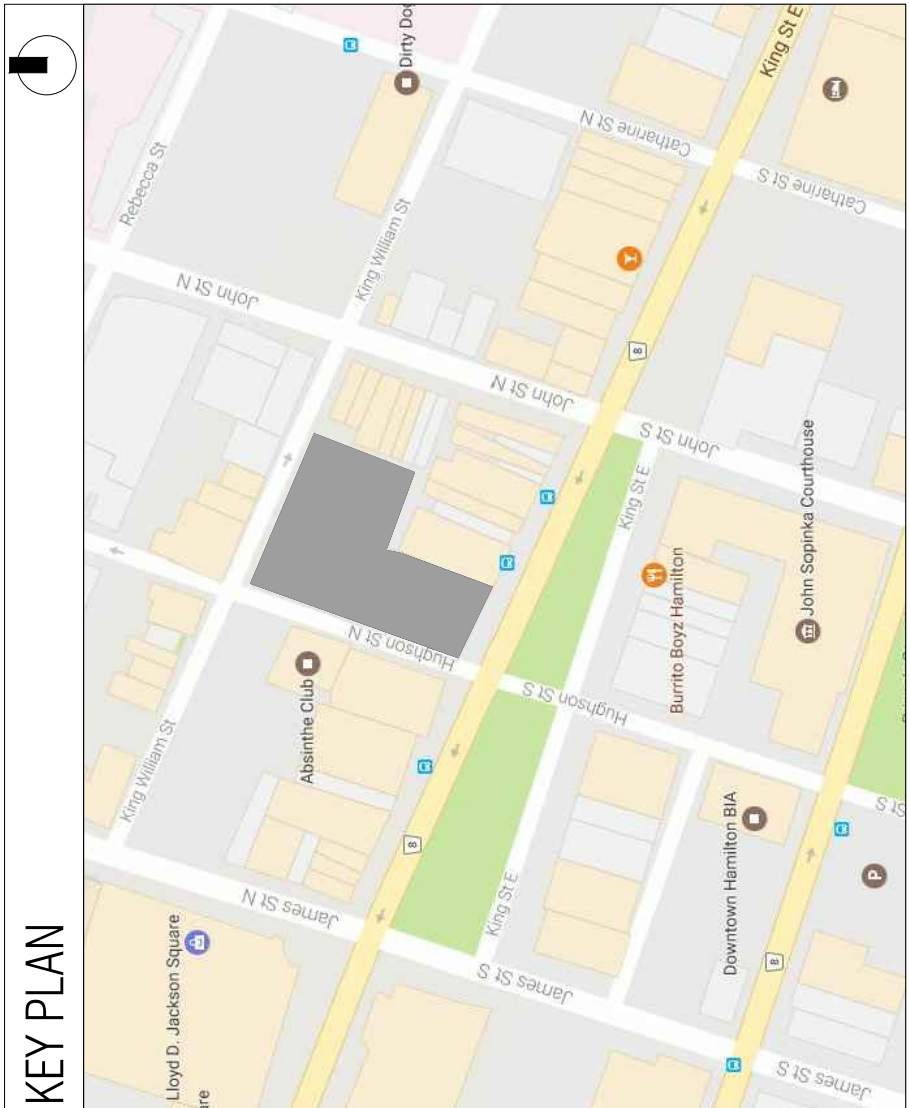 KEY PLAN
Lloyd D. Jackson Square
King William St
Rebecca St
John St N
King William St
James St N
Absinthe Club
Hughson St N
8
King St E
James St S
Hughson St S
John St N
King St E
John St S
8
Catharine St N
King St E
Catharine St S
Burrito Boyz Hamilton
Downtown Hamilton BIA
8
John Sopinka Courthouse
James St S
P